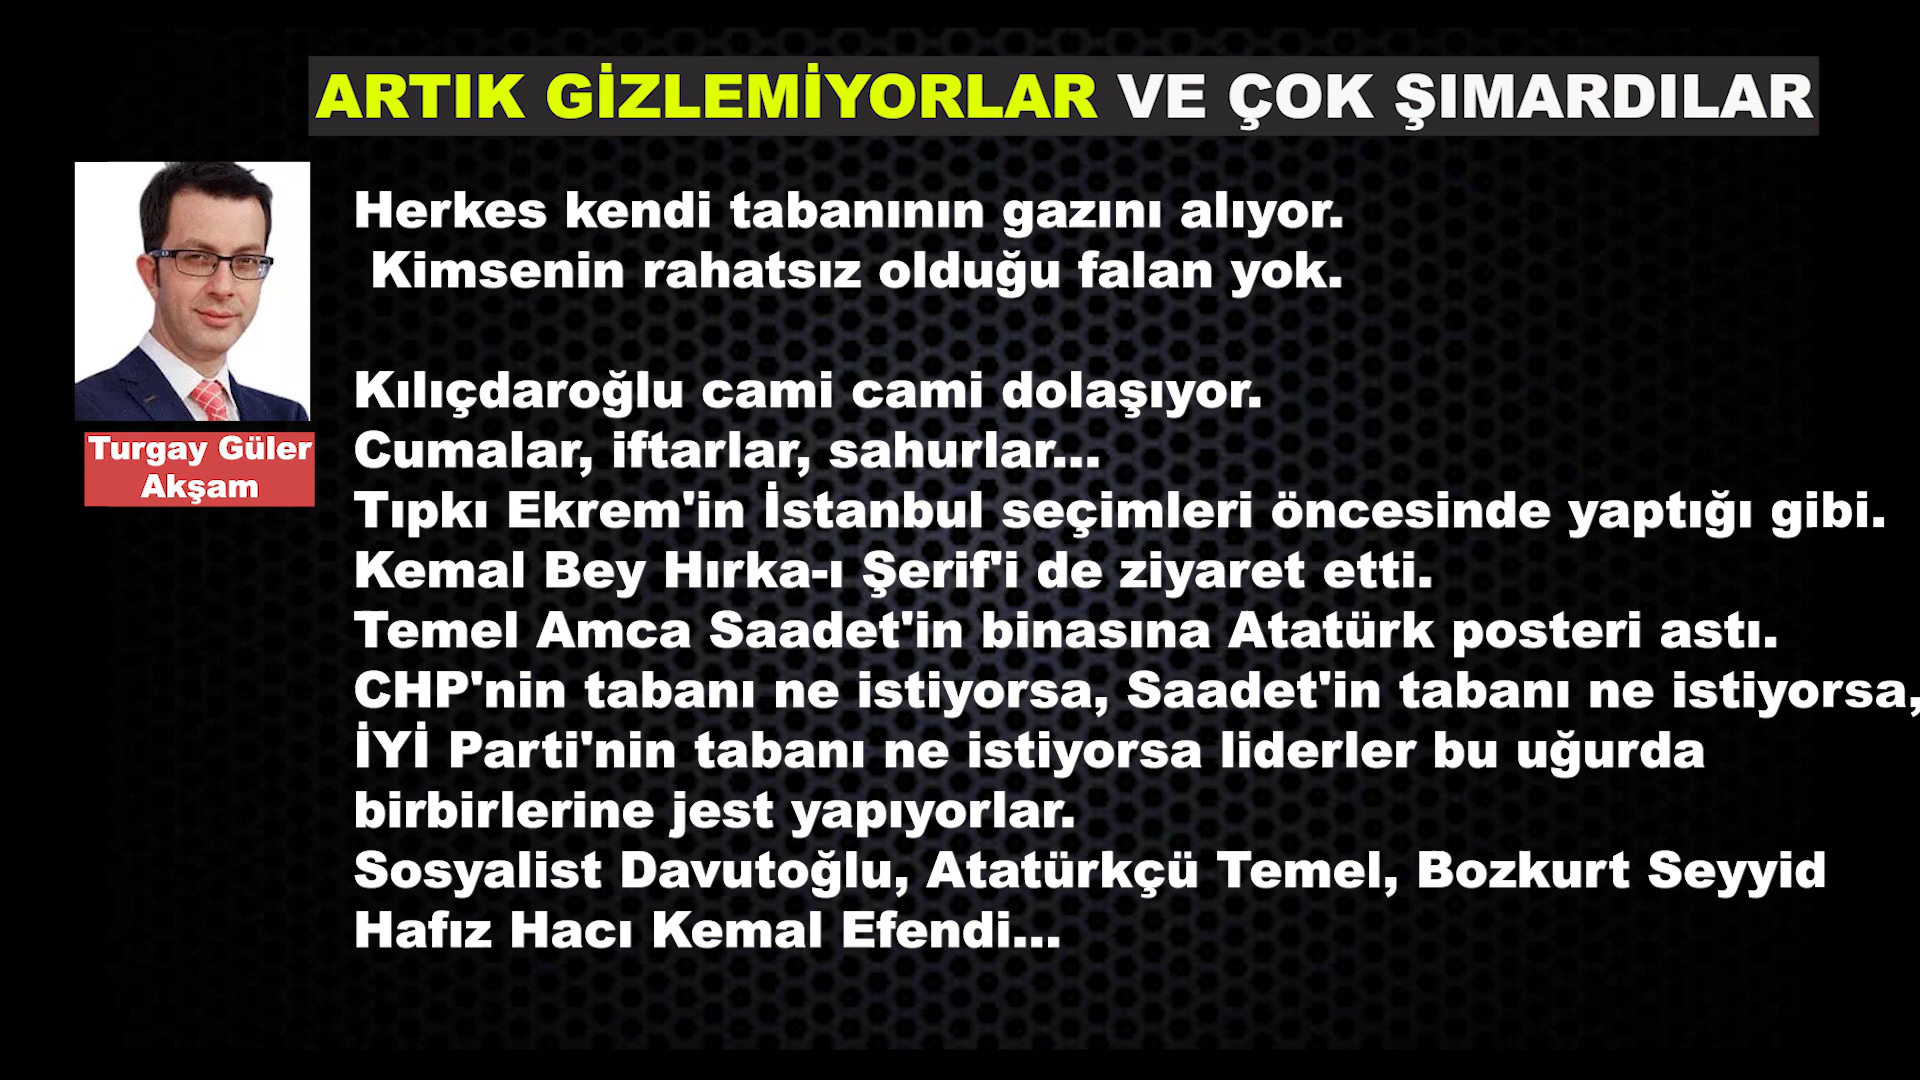 ARTIK GİZLEMİYORLAR VE ÇOK ŞIMARDILAR
Turgay Güler
Akşam
Herkes kendi tabanının gazını alıyor.
Kimsenin rahatsız olduğu falan yok.
Kılıçdaroğlu cami cami dolaşıyor.
Cumalar, iftarlar, sahurlar...
Tıpkı Ekrem'in İstanbul seçimleri öncesinde yaptığı gibi.
Kemal Bey Hırka-ı Şerif'i de ziyaret etti.
Temel Amca Saadet'in binasına Atatürk posteri astı.
CHP'nin tabanı ne istiyorsa, Saadet'in tabanı ne istiyorsa,
İYİ Parti'nin tabanı ne istiyorsa liderler bu uğurda
birbirlerine jest yapıyorlar.
Sosyalist Davutoğlu, Atatürkçü Temel, Bozkurt Seyyid
Hafız Hacı Kemal Efendi...